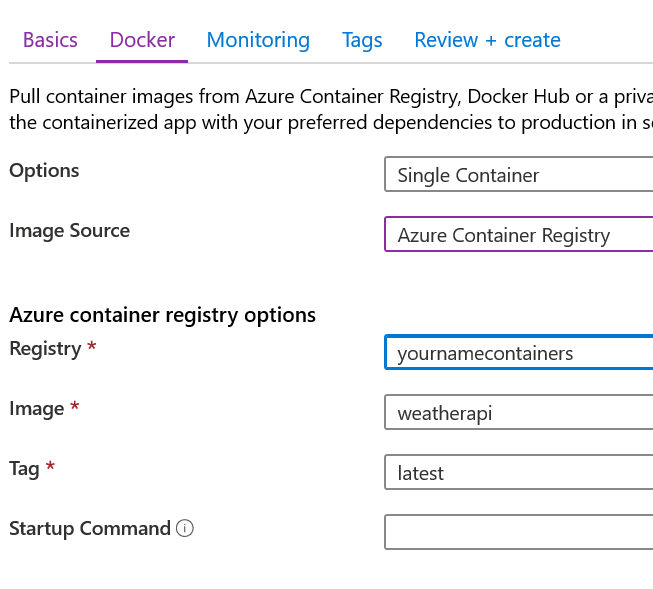 Basics Docker Monitoring Tags Review + create
Pull container images from Azure Container Registry, Docker Hub or a priva
the containerized app with your preferred dependencies to production in s
Options Single Container
Image Source Azure Container Registry
Azure container registry options
Registry * yournamecontainers
Image * weatherapi
Tag * latest
Startup Command